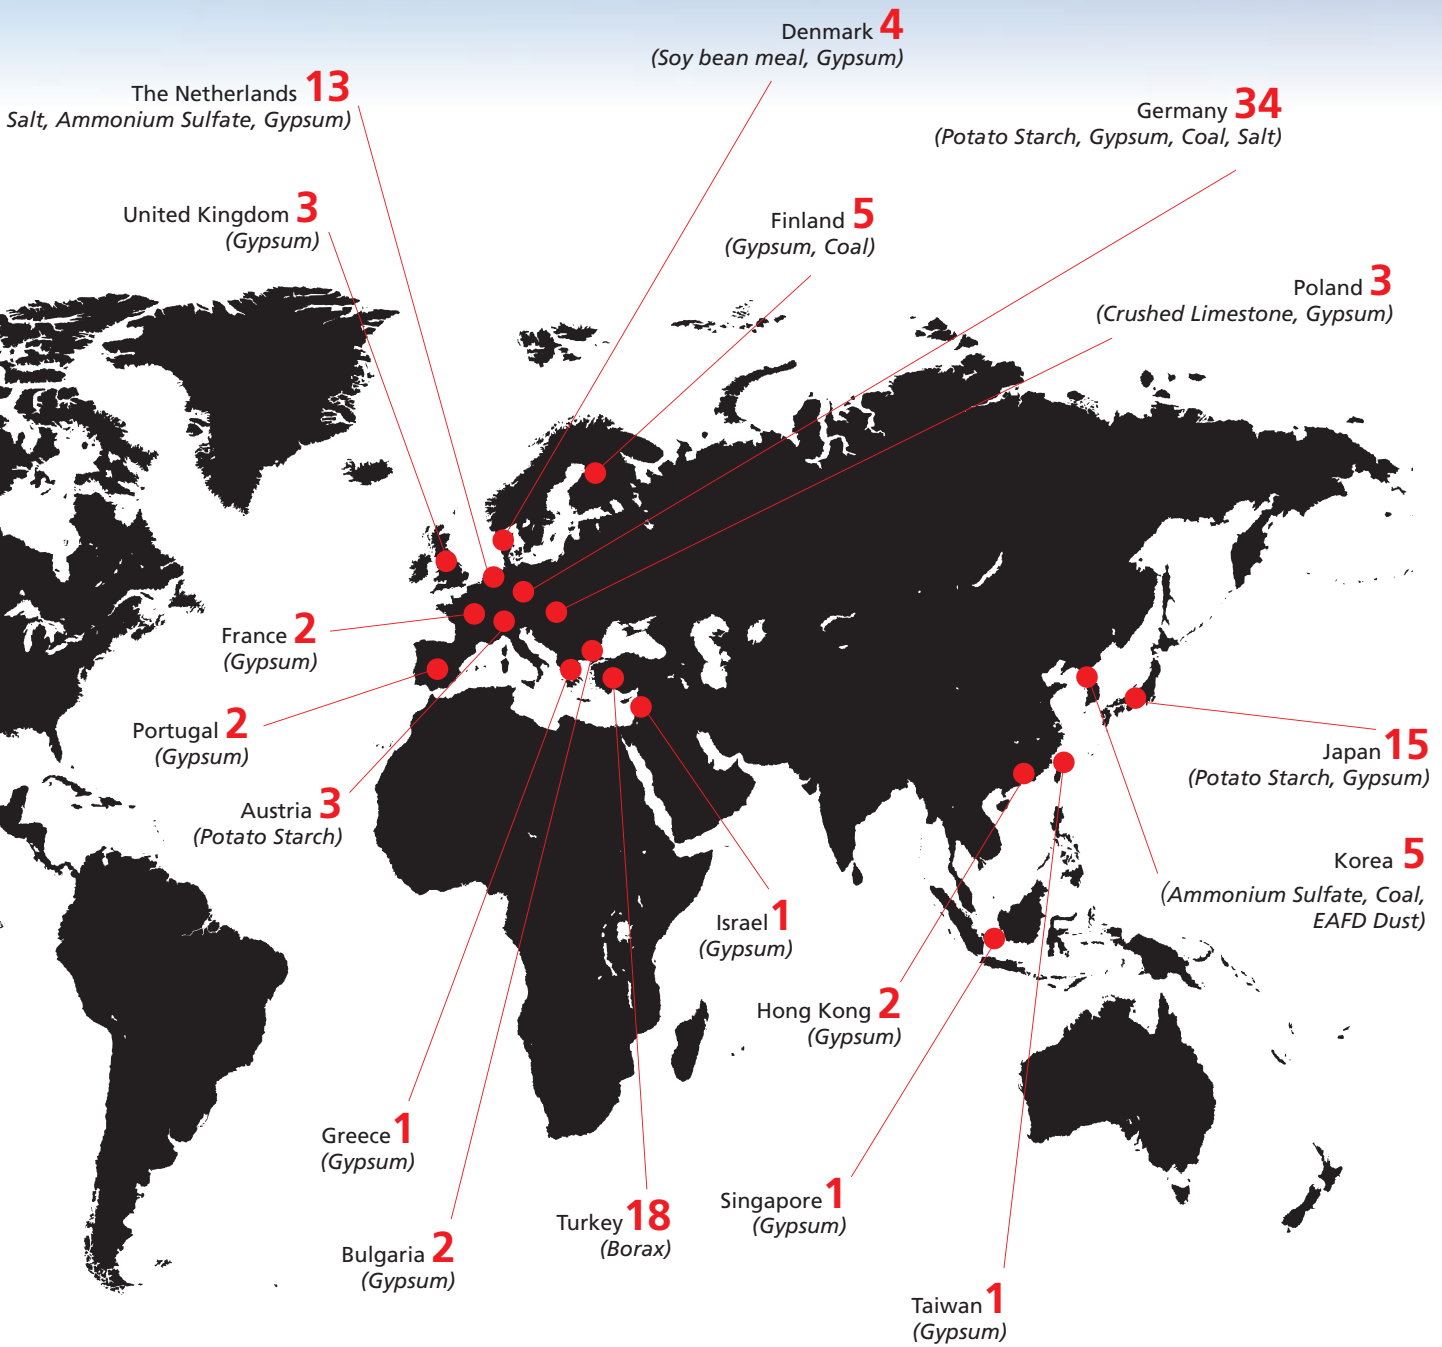 Denmark 4
(Soy bean meal, Gypsum)
The Netherlands 13
Salt, Ammonium Sulfate, Gypsum)
Germany 34
(Potato Starch, Gypsum, Coal, Salt)
United Kingdom 3
(Gypsum)
Finland 5
(Gypsum, Coal)
Poland 3
(Crushed Limestone, Gypsum)
France 2
(Gypsum)
Portugal 2
(Gypsum)
Austria 3
(Potato Starch)
Japan 15
(Potato Starch, Gypsum)
Korea 5
(Ammonium Sulfate, Coal,
EAFD Dust)
Israel 1
(Gypsum)
Hong Kong 2
(Gypsum)
Greece 1
(Gypsum)
Turkey 18
(Borax)
Singapore 1
(Gypsum)
Bulgaria 2
(Gypsum)
Taiwan 1
(Gypsum)